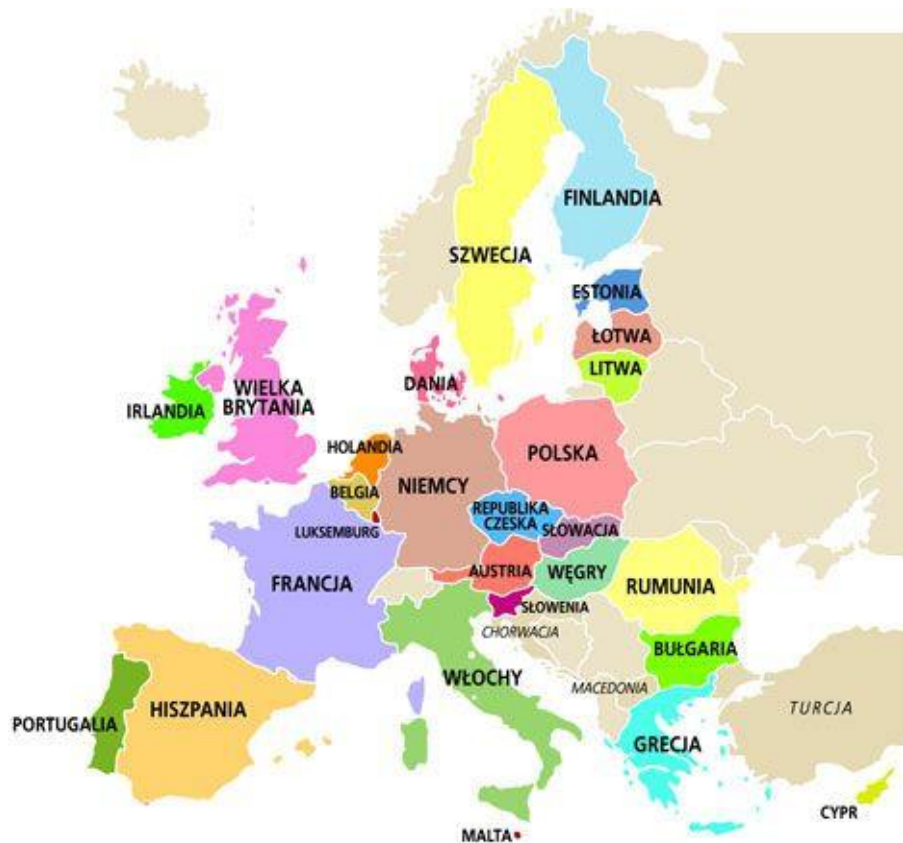 FINLANDIA
SZWECJA
ESTONIA
ŁOTWA
LITWA
DANIA
WIELKA
BRYTANIA
IRLANDIA
HOLANDIA
POLSKA
NIEMCY
BELGIA
REPUBLIKA
CZESKA
SŁOWACJA
LUKSEMBURG
AUSTRIA
WĘGRY
FRANCJA
RUMUNIA
SŁOWENIA
CHORWACJA
BUŁGARIA
WŁOCHY
MACEDONIA
HISZPANIA
TURCJA
PORTUGALIA
GRECJA
CYPR
MALTA